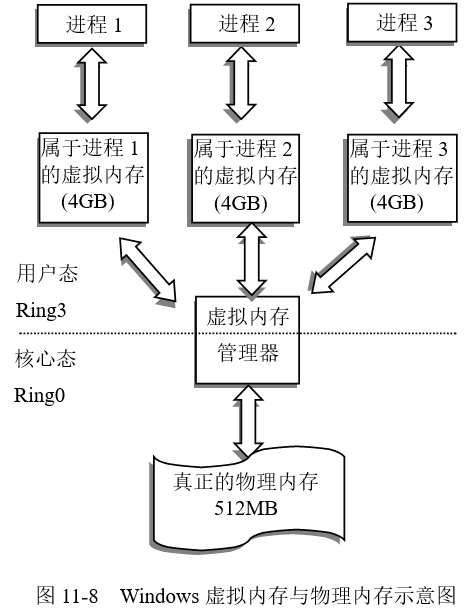 进程 1
进程 2
进程 3
属于进程 1
的虚拟内存
(4GB)
属于进程 2
的虚拟内存
(4GB)
属于进程 3
的虚拟内存
(4GB)
用户态
Ring3
虚拟内存
管理器
核心态
Ring0
真正的物理内存
512MB
图 11-8 Windows 虚拟内存与物理内存示意图